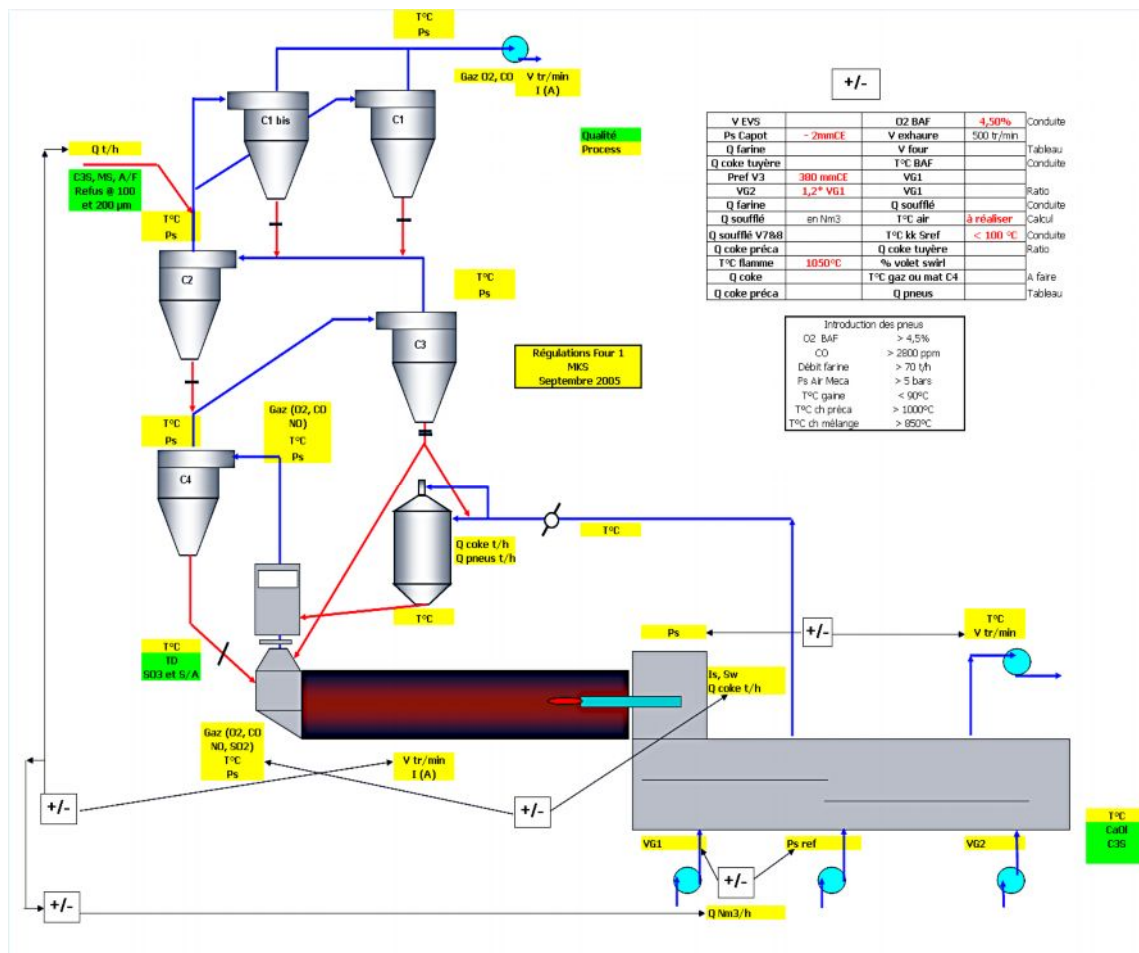 T°C
Ps
Gaz O2, CO
V tr/min
I (A)
+/-
C1 bis
C1
Qualité
Process
Q t/h
C3S, MS, A/F
Refus @ 100
et 200 µm
T°C
Ps
C2
T°C
Ps
C3
V EVS O2 BAF 4,50% Conduite
Ps Capot - 2mmCE V exhaure 500 tr/min
Q farine V four Tableau
Q coke tuyère T°C BAF Conduite
Pref V3 380 mmCE VG1
VG2 1,2* VG1 VG1 Ratio
Q farine Q soufflé Conduite
Q soufflé en Nm3 T°C air à réaliser Calcul
Q soufflé V7&8 T°C kk Sref < 100 °C Conduite
Q coke préca Q coke tuyère Ratio
T°C flamme 1050°C % volet swirl
Q coke T°C gaz ou mat C4 A faire
Q coke préca Q pneus Tableau
Introduction des pneus
O2 BAF > 4,5%
CO > 2800 ppm
Débit farine > 70 t/h
Ps Air Meca > 5 bars
T°C gaine < 90°C
T°C ch préca > 1000°C
T°C ch mélange > 850°C
Régulations Four 1
MKS
Septembre 2005
T°C
Ps
Gaz (O2, CO
NO)
T°C
Ps
C4
T°C
Q coke t/h
Q pneus t/h
T°C
T°C
TD
SO3 et S/A
Ps
+/-
T°C
V tr/min
Is, Sw
Q coke t/h
Gaz (O2, CO
NO, SO2)
T°C
Ps
V tr/min
I (A)
+/-
+/-
T°C
CaOl
C3S
VG1
Ps ref
VG2
+/-
+/-
Q Nm3/h